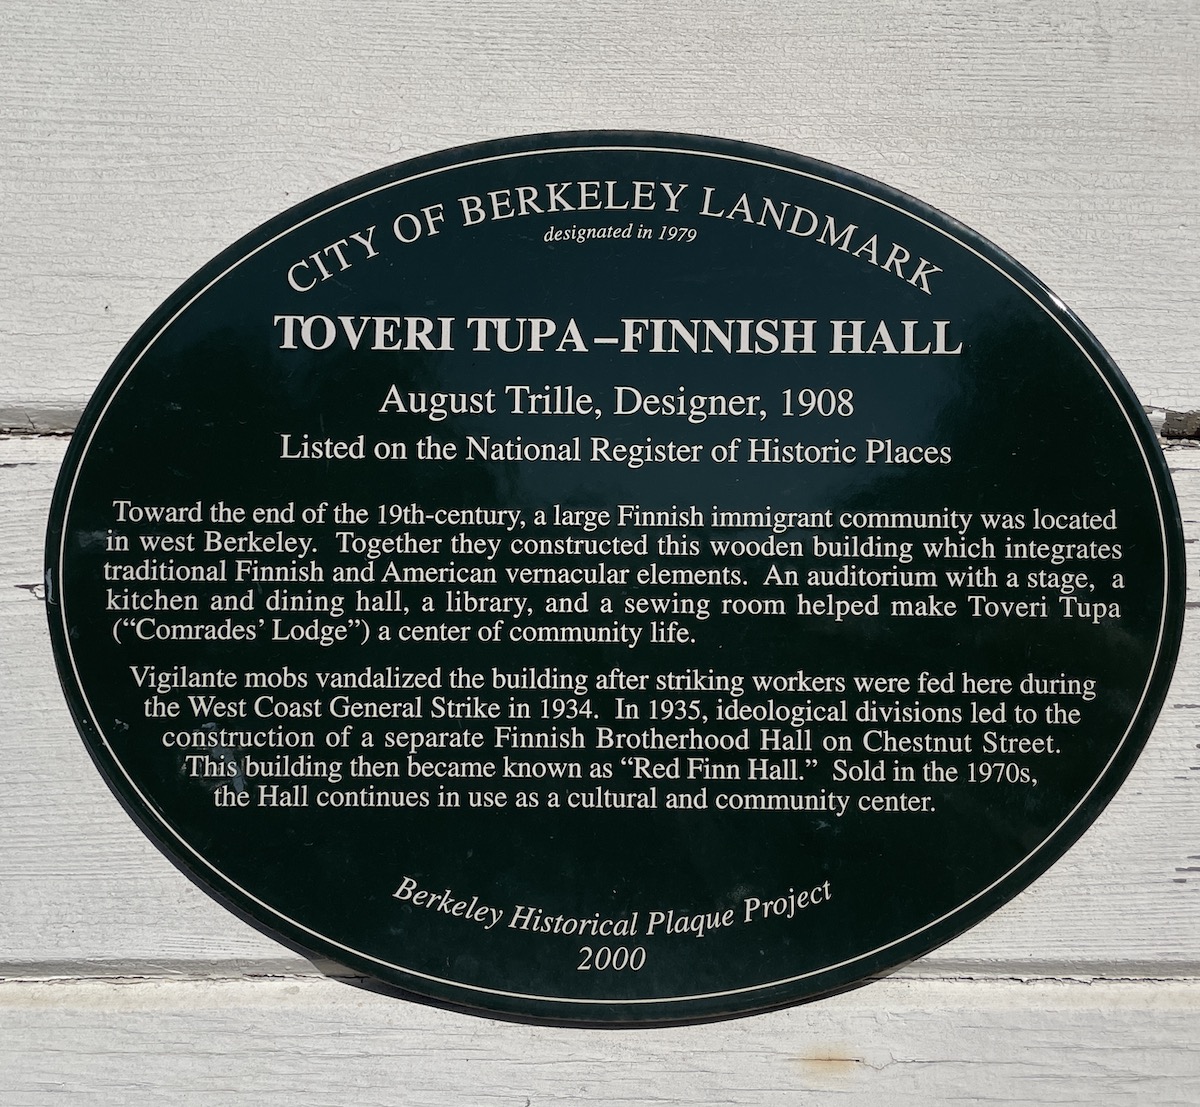 CITY OF BERKELEY LANDMARK
designated in 1979
TOVERI TUPA–FINNISH HALL
August Trille, Designer, 1908
Listed on the National Register of Historic Places
Toward the end of the 19th-century, a large Finnish immigrant community was located
in west Berkeley. Together they constructed this wooden building which integrates
traditional Finnish and American vernacular elements. An auditorium with a stage, a
kitchen and dining hall, a library, and a sewing room helped make Toveri Tupa
(“Comrades’ Lodge”) a center of community life.
Vigilante mobs vandalized the building after striking workers were fed here during
the West Coast General Strike in 1934. In 1935, ideological divisions led to the
construction of a separate Finnish Brotherhood Hall on Chestnut Street.
This building then became known as “Red Finn Hall.” Sold in the 1970s,
the Hall continues in use as a cultural and community center.
Berkeley Historical Plaque Project
2000